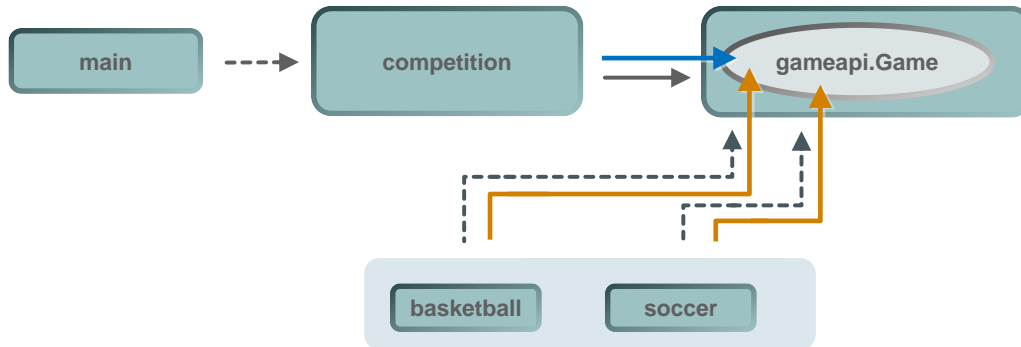 main
competition
gameapi.Game
basketball
soccer